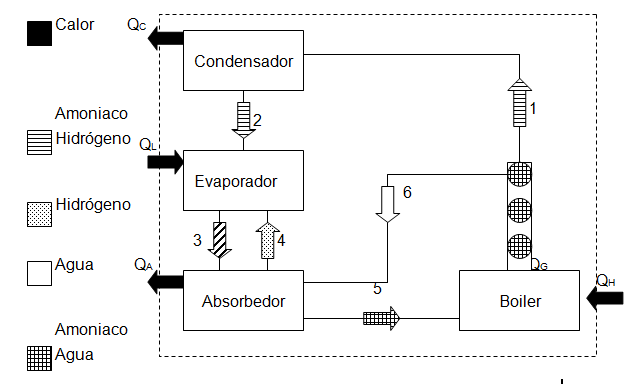 Calor
Amoniaco
Hidrógeno
Hidrógeno
Agua
Amoniaco
Agua
QC
Condensador
1
2
QL
Evaporador
6
3
4
QA
Absorbedor
5
QG
Boiler
QH